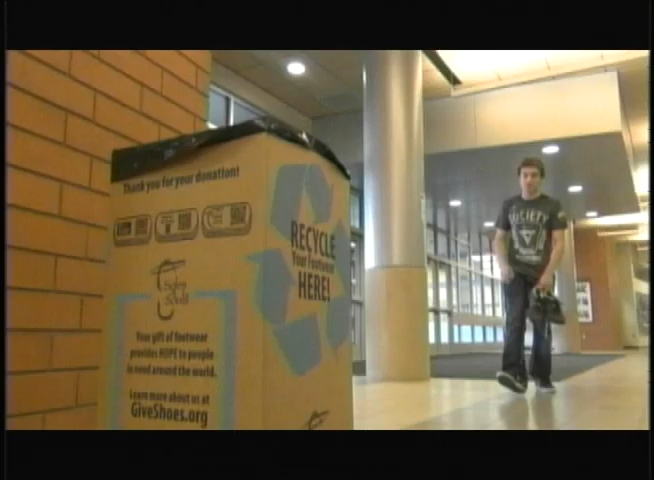 Thank you for your donation!
Soles4Souls
Your gift of footwear
provides HOPE to people
in need around the world.
Learn more about us at
GiveShoes.org
RECYCLE
Your Footwear
HERE!
SOCIETY